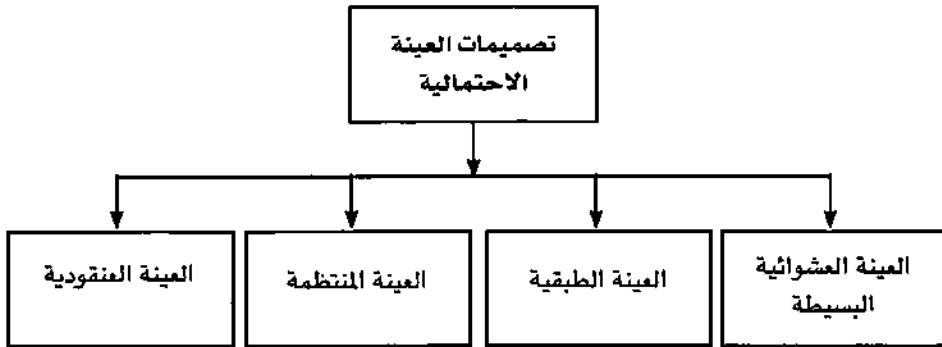 تصميمات العينة
الاحتمالية
العينة العشوائية
البسيطة
العينة الطبقية
العينة المنتظمة
العينة العنقودية